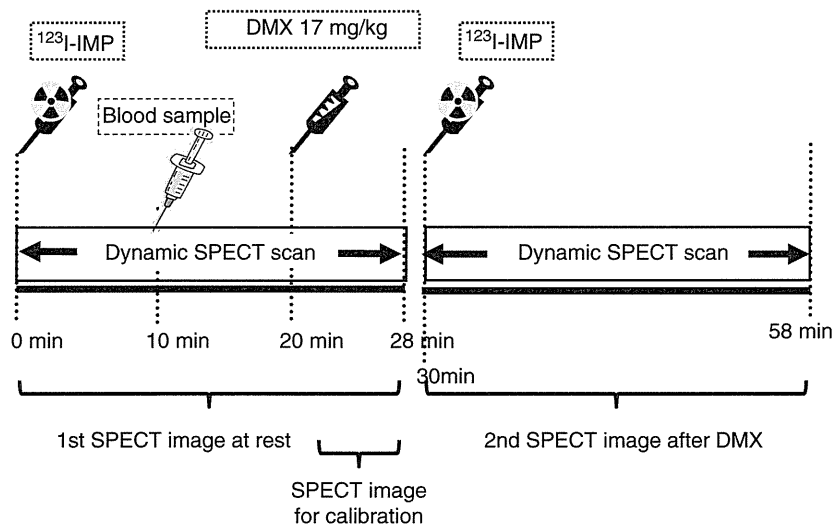 123I-IMP
DMX 17 mg/kg
123I-IMP
Blood sample
Dynamic SPECT scan
Dynamic SPECT scan
0 min
10 min
20 min
28 min
30min
58 min
1st SPECT image at rest
2nd SPECT image after DMX
SPECT image
for calibration